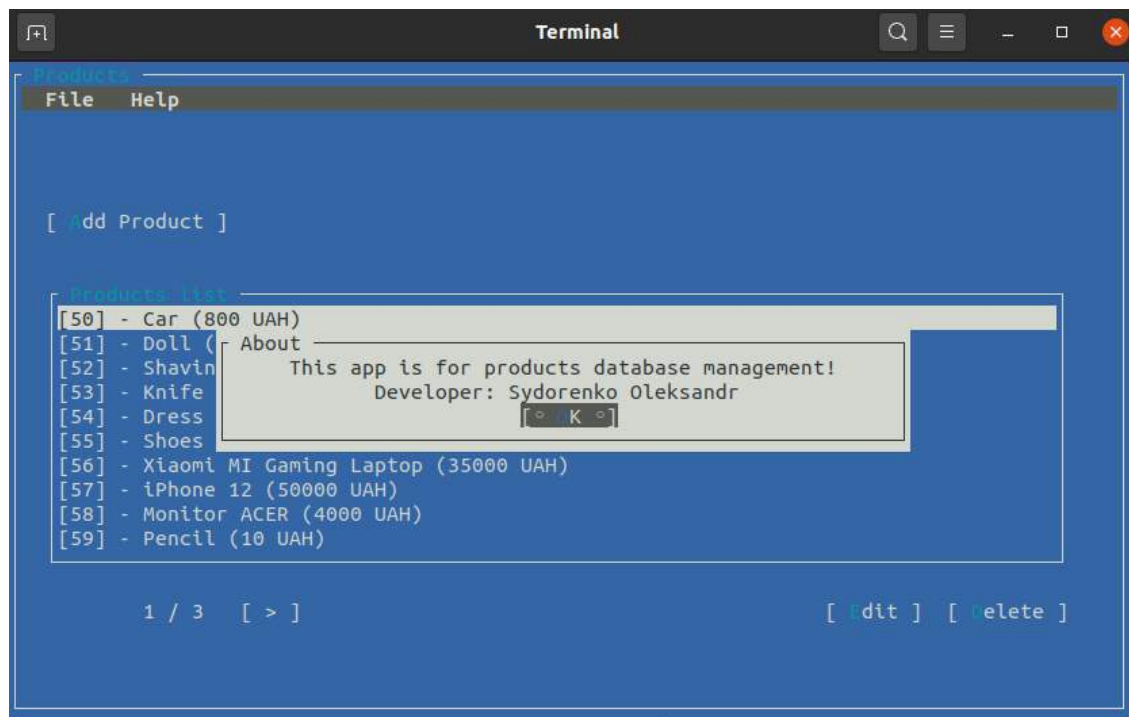 Terminal
Products
File Help
[ Add Product ]
Products list
[50] - Car (800 UAH)
[51] - Doll (
About
[52] - Shavin
This app is for products database management!
[53] - Knife
Developer: Sydorenko Oleksandr
[54] - Dress
[◦ OK ◦]
[55] - Shoes
[56] - Xiaomi MI Gaming Laptop (35000 UAH)
[57] - iPhone 12 (50000 UAH)
[58] - Monitor ACER (4000 UAH)
[59] - Pencil (10 UAH)
1 / 3 [ > ]
[ Edit ] [ Delete ]